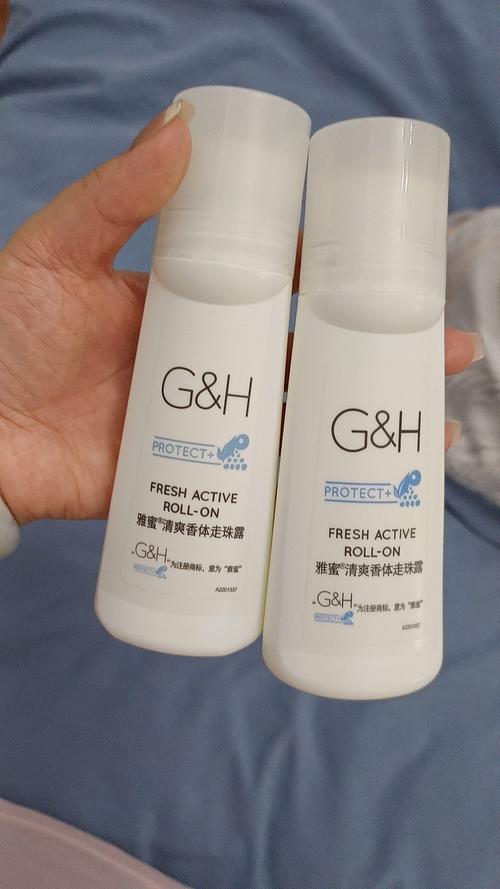 G&H
PROTECT+
FRESH ACTIVE
ROLL-ON
雅蜜®清爽香体走珠露
"G&H"为注册商标、意为"雅蜜"
PROTECT+
A2201337
G&H
PROTECT+
FRESH ACTIVE
ROLL-ON
雅蜜®清爽香体走珠露
"G&H"为注册商标、意为"雅蜜"
PROTECT+